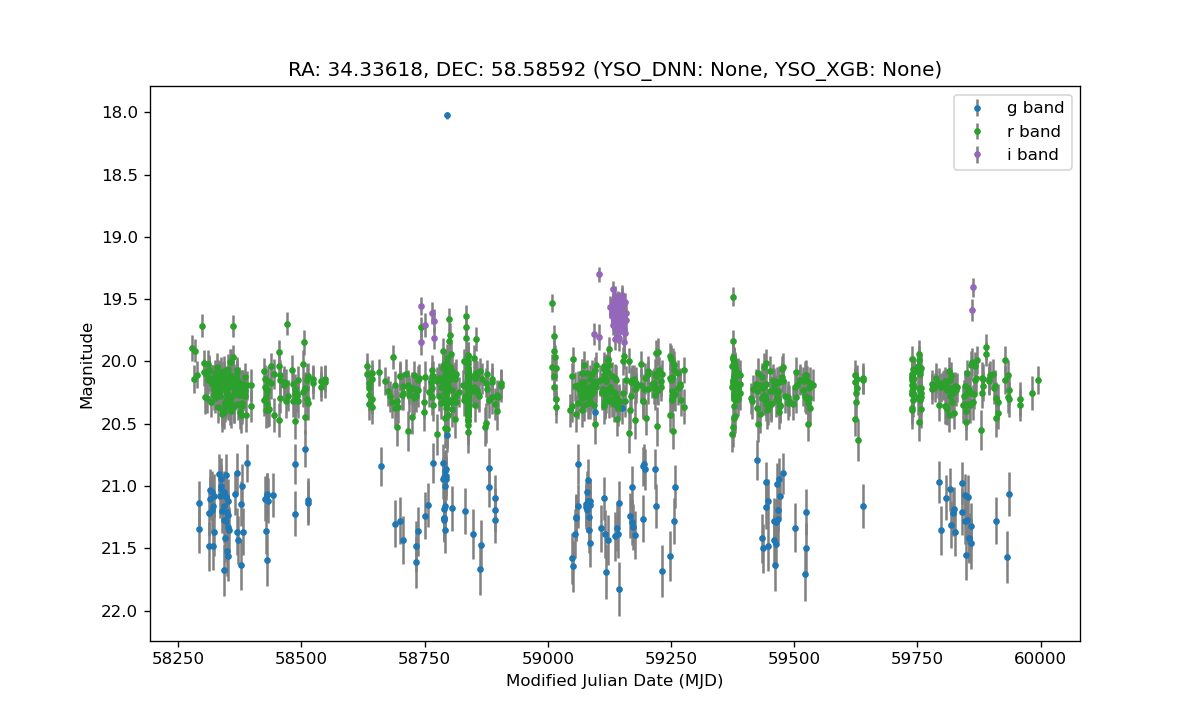 RA: 34.33618, DEC: 58.58592 (YSO_DNN: None, YSO_XGB: None)
g band
r band
i band
18.0
18.5
19.0
19.5
20.0
20.5
21.0
21.5
22.0
Magnitude
58250 58500 58750 59000 59250 59500 59750 60000
Modified Julian Date (MJD)